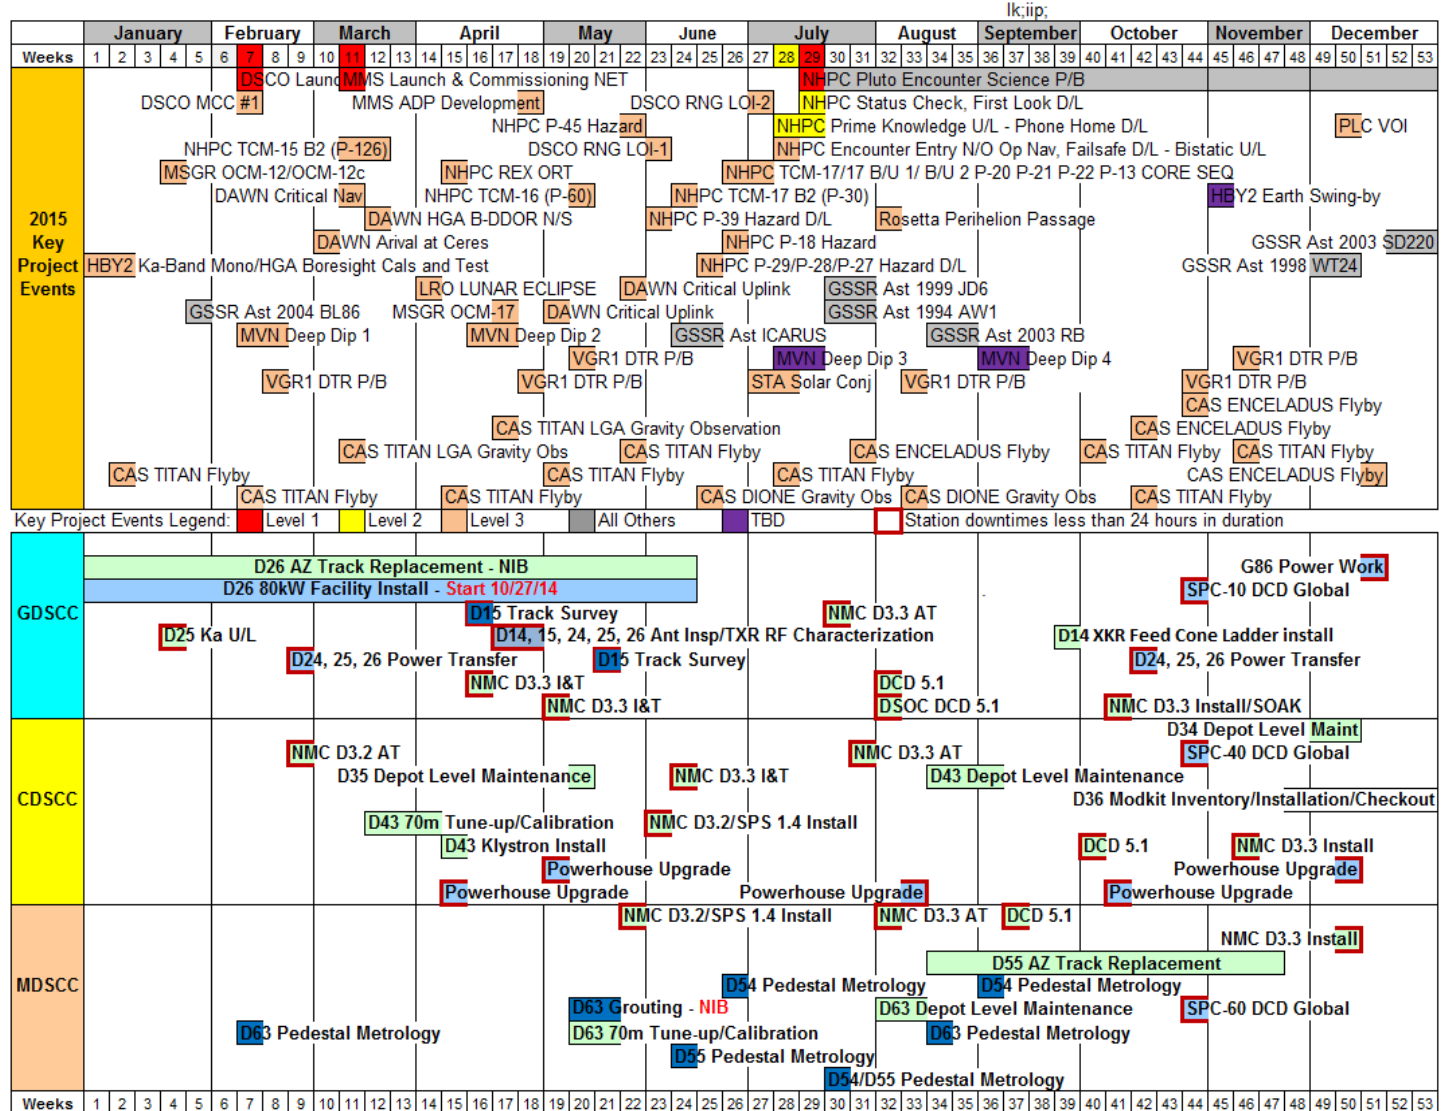 lk;iip;
January February March April May June July August September October November December
Weeks 1 2 3 4 5 6 7 8 9 10 11 12 13 14 15 16 17 18 19 20 21 22 23 24 25 26 27 28 29 30 31 32 33 34 35 36 37 38 39 40 41 42 43 44 45 46 47 48 49 50 51 52 53
2015
Key
Project
Events
DSCO Launc MMS Launch & Commissioning NET NHPC Pluto Encounter Science P/B
DSCO MCC #1 MMS ADP Development DSCO RNG LOI-2 NHPC Status Check, First Look D/L
NHPC P-45 Hazard NHPC Prime Knowledge U/L - Phone Home D/L PLC VOI
NHPC TCM-15 B2 (P-126) DSCO RNG LOI-1 NHPC Encounter Entry N/O Op Nav, Failsafe D/L - Bistatic U/L
MSGR OCM-12/OCM-12c NHPC REX ORT NHPC TCM-17/17 B/U 1/ B/U 2 P-20 P-21 P-22 P-13 CORE SEQ
DAWN Critical Nav NHPC TCM-16 (P-60) NHPC TCM-17 B2 (P-30) HBY2 Earth Swing-by
DAWN HGA B-DDOR N/S NHPC P-39 Hazard D/L Rosetta Perihelion Passage
DAWN Arival at Ceres NHPC P-18 Hazard GSSR Ast 2003 SD220
HBY2 Ka-Band Mono/HGA Boresight Cals and Test NHPC P-29/P-28/P-27 Hazard D/L GSSR Ast 1998 WT24
LRO LUNAR ECLIPSE DAWN Critical Uplink GSSR Ast 1999 JD6
GSSR Ast 2004 BL86 MSGR OCM-17 DAWN Critical Uplink GSSR Ast 1994 AW1
MVN Deep Dip 1 MVN Deep Dip 2 GSSR Ast ICARUS GSSR Ast 2003 RB
VGR1 DTR P/B MVN Deep Dip 3 MVN Deep Dip 4 VGR1 DTR P/B
VGR1 DTR P/B VGR1 DTR P/B STA Solar Conj VGR1 DTR P/B VGR1 DTR P/B
CAS ENCELADUS Flyby
CAS TITAN LGA Gravity Observation CAS ENCELADUS Flyby
CAS TITAN LGA Gravity Obs CAS TITAN Flyby CAS ENCELADUS Flyby CAS TITAN Flyby CAS TITAN Flyby
CAS TITAN Flyby CAS TITAN Flyby CAS TITAN Flyby CAS ENCELADUS Flyby
CAS TITAN Flyby CAS TITAN Flyby CAS DIONE Gravity Obs CAS DIONE Gravity Obs CAS TITAN Flyby
Key Project Events Legend: Level 1 Level 2 Level 3 All Others TBD Station downtimes less than 24 hours in duration
GDSCC
D26 AZ Track Replacement - NIB G86 Power Work
D26 80kW Facility Install - Start 10/27/14 SPC-10 DCD Global
D15 Track Survey NMC D3.3 AT
D25 Ka U/L D14, 15, 24, 25, 26 Ant Insp/TXR RF Characterization D14 XKR Feed Cone Ladder install
D24, 25, 26 Power Transfer D15 Track Survey D24, 25, 26 Power Transfer
NMC D3.3 I&T DCD 5.1
NMC D3.3 I&T DSOC DCD 5.1 NMC D3.3 Install/SOAK
CDSCC
D34 Depot Level Maint
NMC D3.2 AT NMC D3.3 AT SPC-40 DCD Global
D35 Depot Level Maintenance NMC D3.3 I&T D43 Depot Level Maintenance
D36 Modkit Inventory/Installation/Checkout
D43 70m Tune-up/Calibration NMC D3.2/SPS 1.4 Install
D43 Klystron Install DCD 5.1 NMC D3.3 Install
Powerhouse Upgrade Powerhouse Upgrade
Powerhouse Upgrade Powerhouse Upgrade Powerhouse Upgrade
MDSCC
NMC D3.2/SPS 1.4 Install NMC D3.3 AT DCD 5.1
NMC D3.3 Install
D55 AZ Track Replacement
D54 Pedestal Metrology D54 Pedestal Metrology
D63 Grouting - NIB D63 Depot Level Maintenance SPC-60 DCD Global
D63 Pedestal Metrology D63 70m Tune-up/Calibration D63 Pedestal Metrology
D55 Pedestal Metrology
D54/D55 Pedestal Metrology
Weeks 1 2 3 4 5 6 7 8 9 10 11 12 13 14 15 16 17 18 19 20 21 22 23 24 25 26 27 28 29 30 31 32 33 34 35 36 37 38 39 40 41 42 43 44 45 46 47 48 49 50 51 52 53